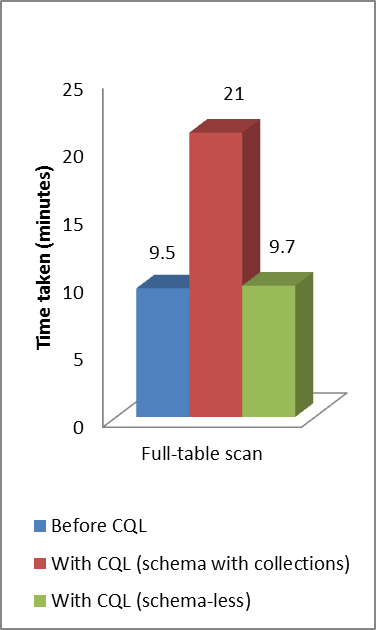 25
21
20
Time taken (minutes)
15
9.5
9.7
10
5
0
Full-table scan
Before CQL
With CQL (schema with collections)
With CQL (schema-less)